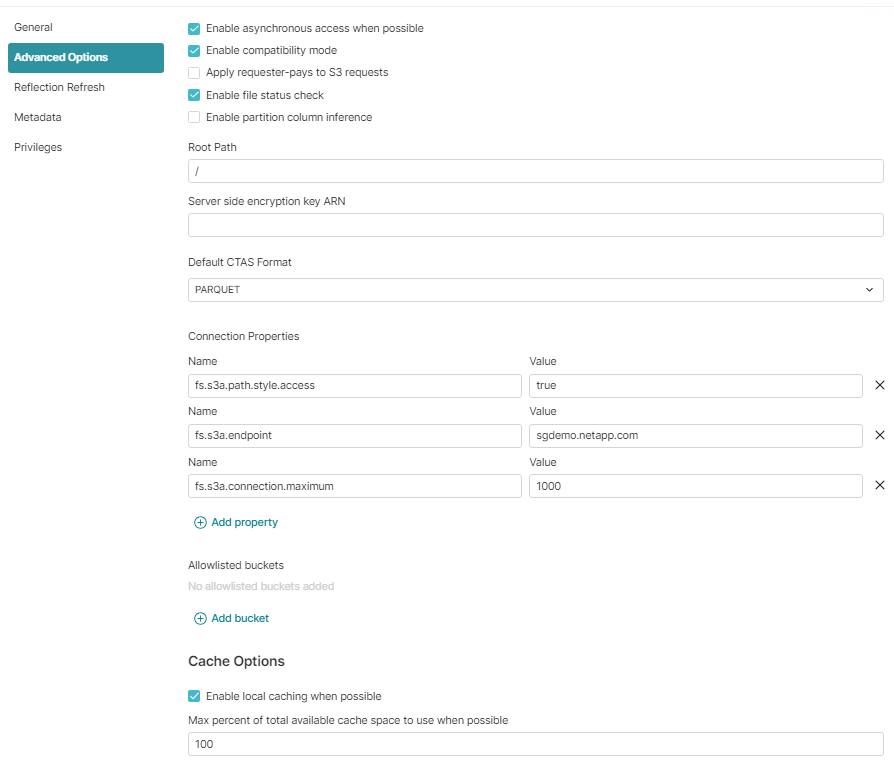 General
Advanced Options
Reflection Refresh
Metadata
Privileges
Enable asynchronous access when possible
Enable compatibility mode
Apply requester-pays to S3 requests
Enable file status check
Enable partition column inference
Root Path
/
Server side encryption key ARN
Default CTAS Format
PARQUET
Connection Properties
Name Value
fs.s3a.path.style.access true
Name Value
fs.s3a.endpoint sgdemo.netapp.com
Name Value
fs.s3a.connection.maximum 1000
Add property
Allowlisted buckets
No allowlisted buckets added
Add bucket
Cache Options
Enable local caching when possible
Max percent of total available cache space to use when possible
100